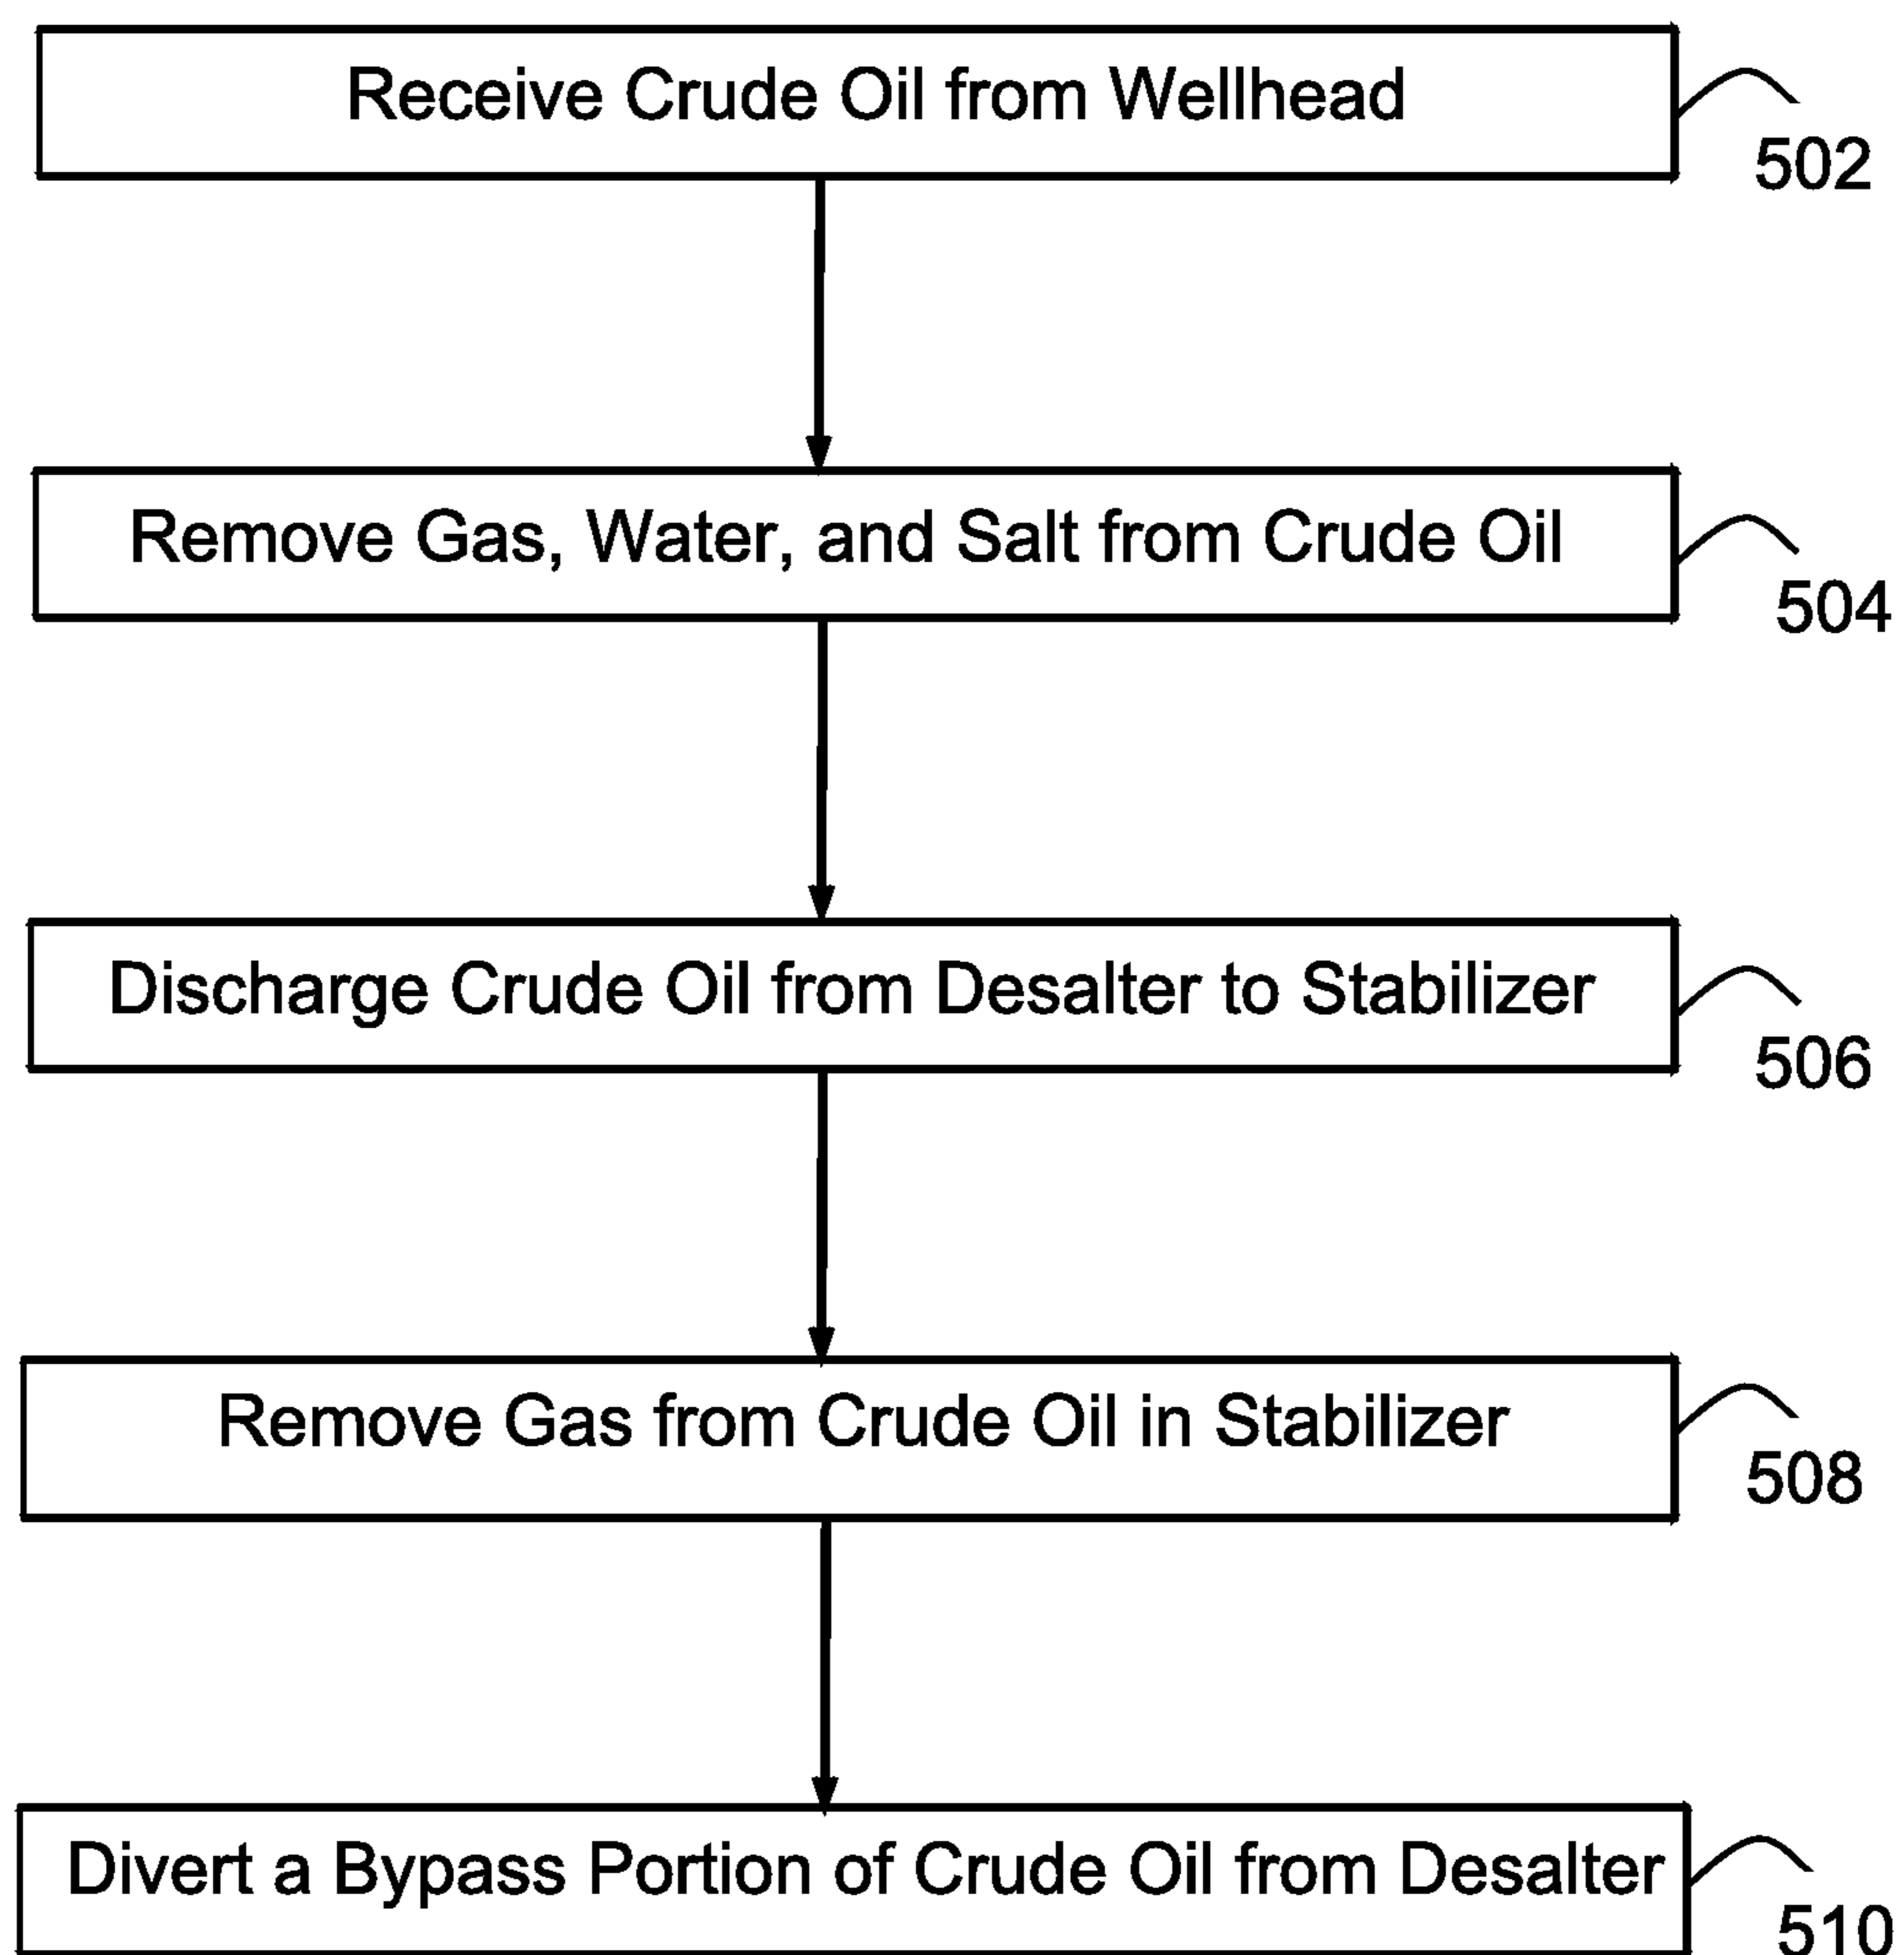 Receive Crude Oil from Wellhead
502
Remove Gas, Water, and Salt from Crude Oil
504
Discharge Crude Oil from Desalter to Stabilizer
506
Remove Gas from Crude Oil in Stabilizer
508
Divert a Bypass Portion of Crude Oil from Desalter
510